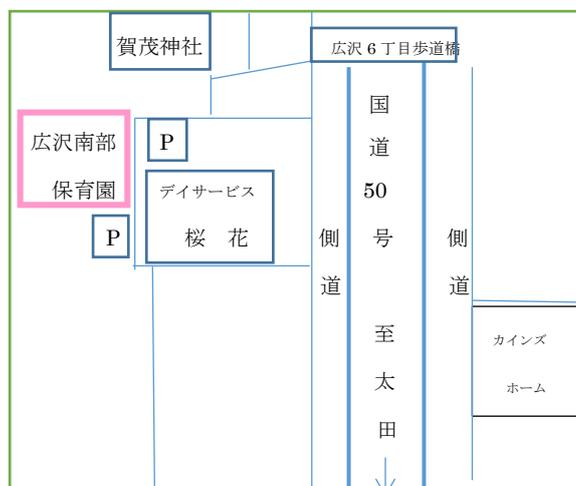 賀茂神社
広沢6丁目歩道橋
広沢南部
保育園
P
P
デイサービス
桜 花
国道50号
至太田
側道
側道
カインズ
ホーム